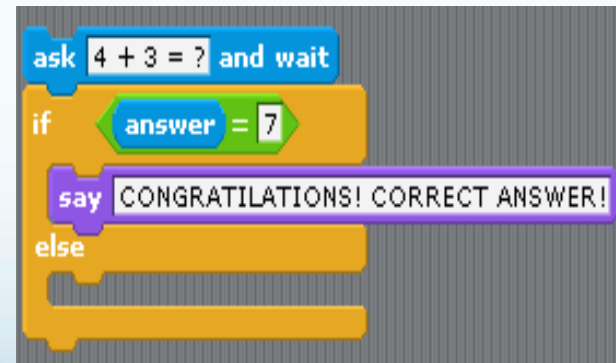 ask 4 + 3 = ? and wait
if answer = 7
say CONGRATILATIONS! CORRECT ANSWER!
else